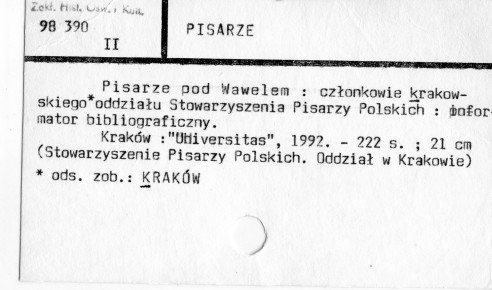 Zakł. Hist. Ośw. i Kult.
98 390
II
PISARZE
Pisarze pod Wawelem : członkowie krakow-
skiego*oddziału Stowarzyszenia Pisarzy Polskich : infor-
mator bibliograficzny.
Kraków :"Universitas", 1992. - 222 s. ; 21 cm
(Stowarzyszenie Pisarzy Polskich. Oddział w Krakowie)
* ods. zob.: KRAKÓW